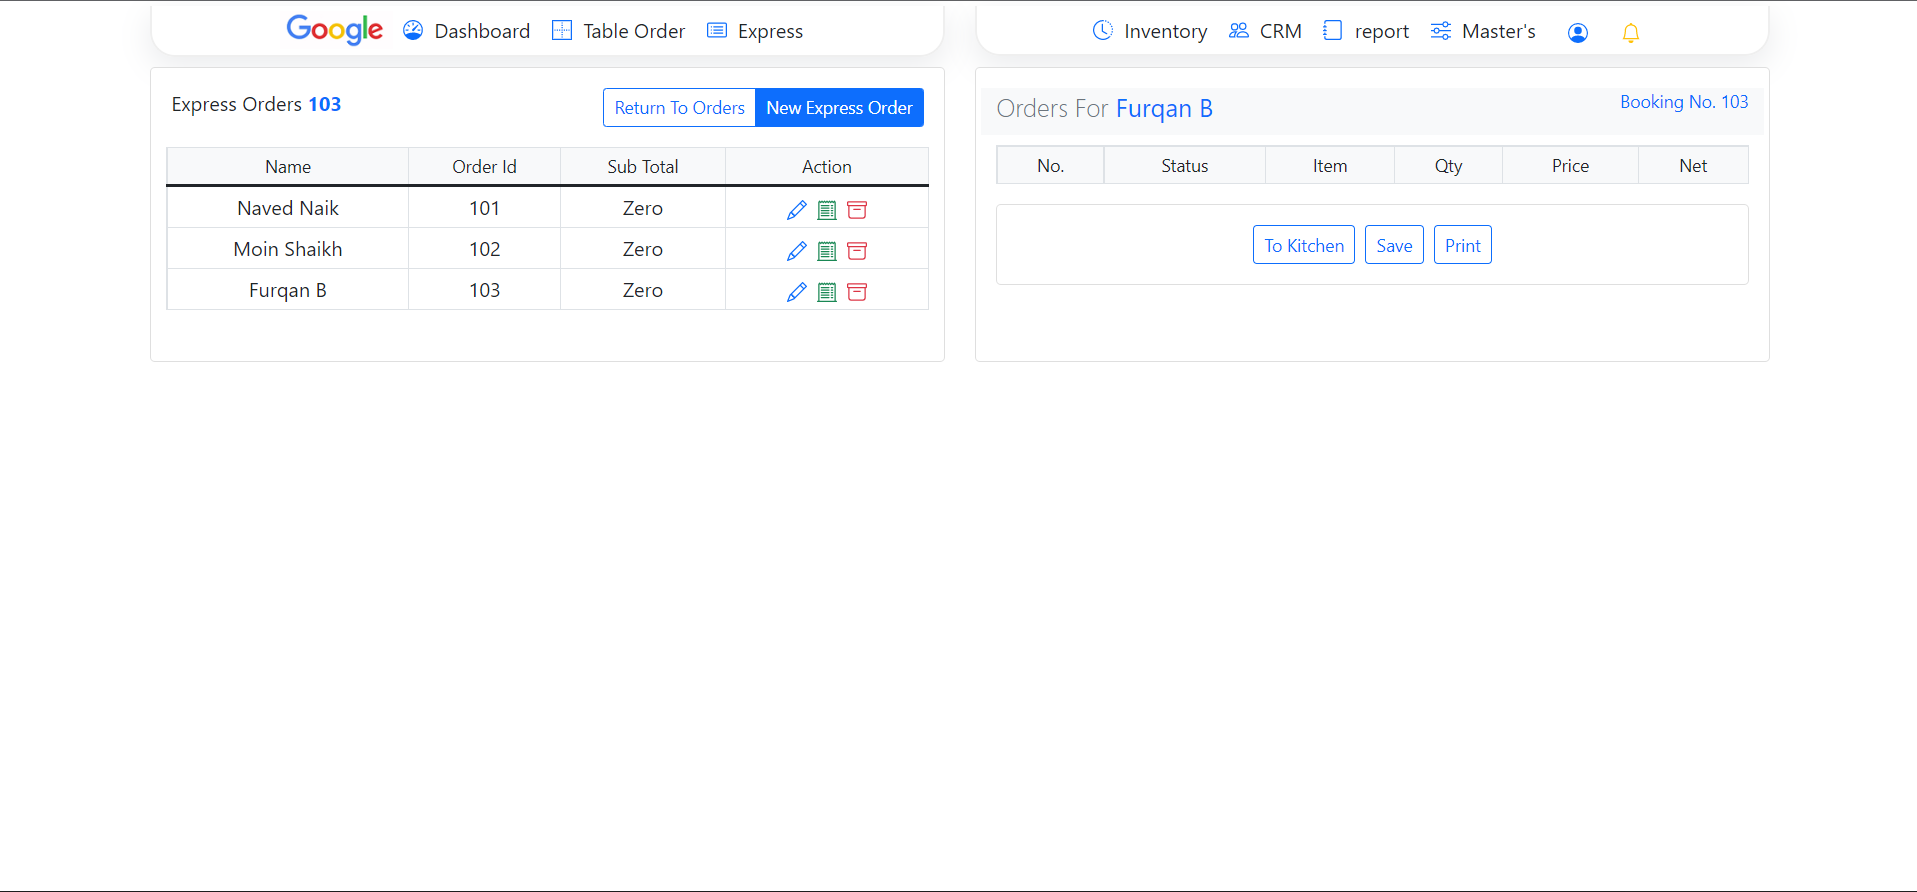 Google Dashboard Table Order Express
Inventory CRM report Master's
Express Orders 103
Return To Orders New Express Order
Name Order Id Sub Total Action
Naved Naik 101 Zero
Moin Shaikh 102 Zero
Furqan B 103 Zero
Orders For Furqan B
Booking No. 103
No. Status Item Qty Price Net
To Kitchen Save Print